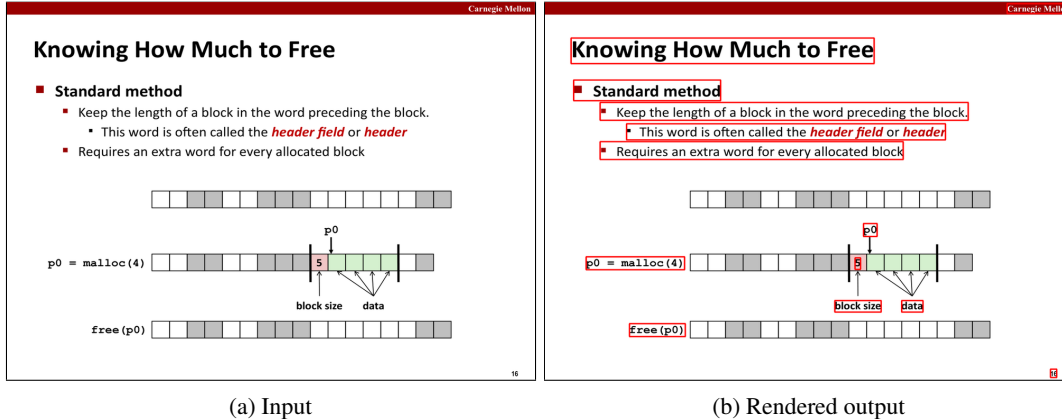 Carnegie Mellon
Knowing How Much to Free
Standard method
Keep the length of a block in the word preceding the block.
This word is often called the header field or header
Requires an extra word for every allocated block
p0
p0 = malloc(4)
5
block size
data
free(p0)
16
(a) Input
Carnegie Mello
Knowing How Much to Free
Standard method
Keep the length of a block in the word preceding the block.
This word is often called the header field or header
Requires an extra word for every allocated block
p0
p0 = malloc(4)
5
block size
data
free(p0)
16
(b) Rendered output